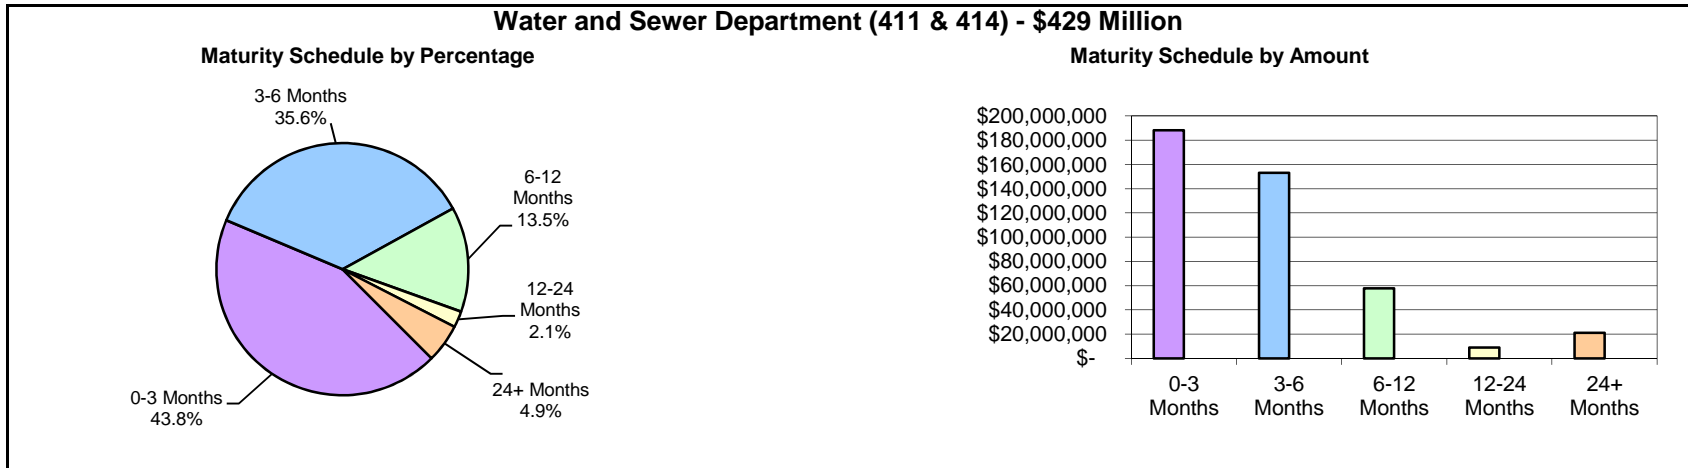 Water and Sewer Department (411 & 414) - $429 Million
Maturity Schedule by Percentage
3-6 Months
35.6%
6-12
Months
13.5%
12-24
Months
2.1%
24+ Months
4.9%
0-3 Months
43.8%
Maturity Schedule by Amount
$200,000,000
$180,000,000
$160,000,000
$140,000,000
$120,000,000
$100,000,000
$80,000,000
$60,000,000
$40,000,000
$20,000,000
$-
0-3 3-6 6-12 12-24 24+
Months Months Months Months Months